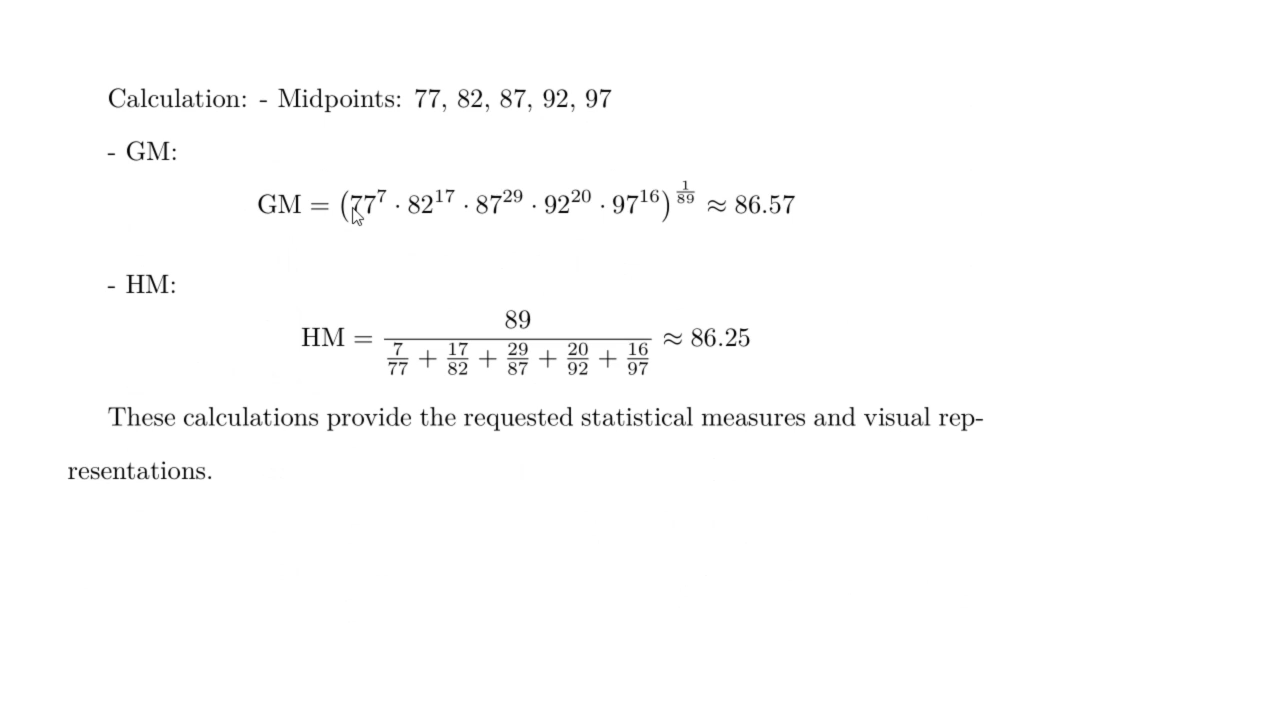 Calculation: - Midpoints: 77, 82, 87, 92, 97
- GM:
GM = (77^7 · 82^17 · 87^29 · 92^20 · 97^16)^(1/89) ≈ 86.57
- HM:
HM = 89 / (7/77 + 17/82 + 29/87 + 20/92 + 16/97) ≈ 86.25
These calculations provide the requested statistical measures and visual rep-
resentations.